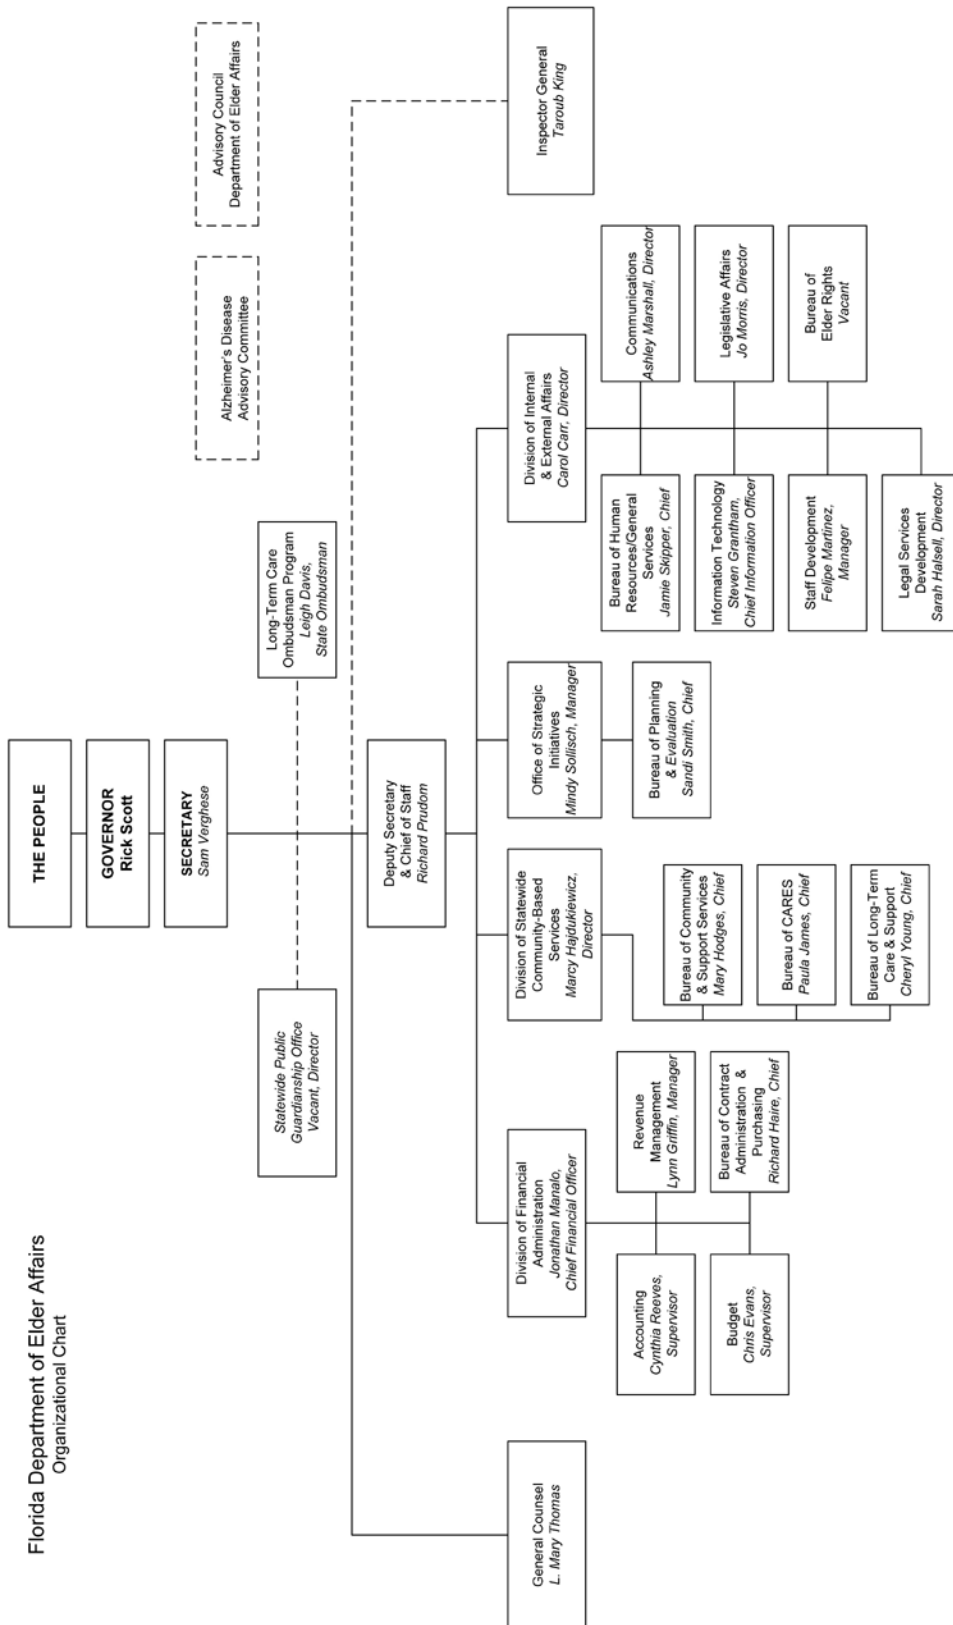 Florida Department of Elder Affairs
Organizational Chart
THE PEOPLE
GOVERNOR
Rick Scott
SECRETARY
Sam Verghese
Advisory Council
Department of Elder Affairs
Alzheimer's Disease
Advisory Committee
Statewide Public
Guardianship Office
Vacant, Director
Long-Term Care
Ombudsman Program
Leigh Davis,
State Ombudsman
Deputy Secretary
& Chief of Staff
Richard Prudom
General Counsel
L. Mary Thomas
Division of Financial
Administration
Jonathan Manalo,
Chief Financial Officer
Division of Statewide
Community-Based
Services
Marcy Hajdukiewicz,
Director
Office of Strategic
Initiatives
Mindy Sollisch, Manager
Division of Internal
& External Affairs
Carol Carr, Director
Inspector General
Taroub King
Accounting
Cynthia Reeves,
Supervisor
Revenue
Management
Lynn Griffin, Manager
Budget
Chris Evans,
Supervisor
Bureau of Contract
Administration &
Purchasing
Richard Haire, Chief
Bureau of Community
& Support Services
Mary Hodges, Chief
Bureau of CARES
Paula James, Chief
Bureau of Long-Term
Care & Support
Cheryl Young, Chief
Bureau of Planning
& Evaluation
Sandi Smith, Chief
Bureau of Human
Resources/General
Services
Jamie Skipper, Chief
Communications
Ashley Marshall, Director
Information Technology
Steven Grantham,
Chief Information Officer
Legislative Affairs
Jo Morris, Director
Staff Development
Felipe Martinez,
Manager
Bureau of
Elder Rights
Vacant
Legal Services
Development
Sarah Halsell, Director